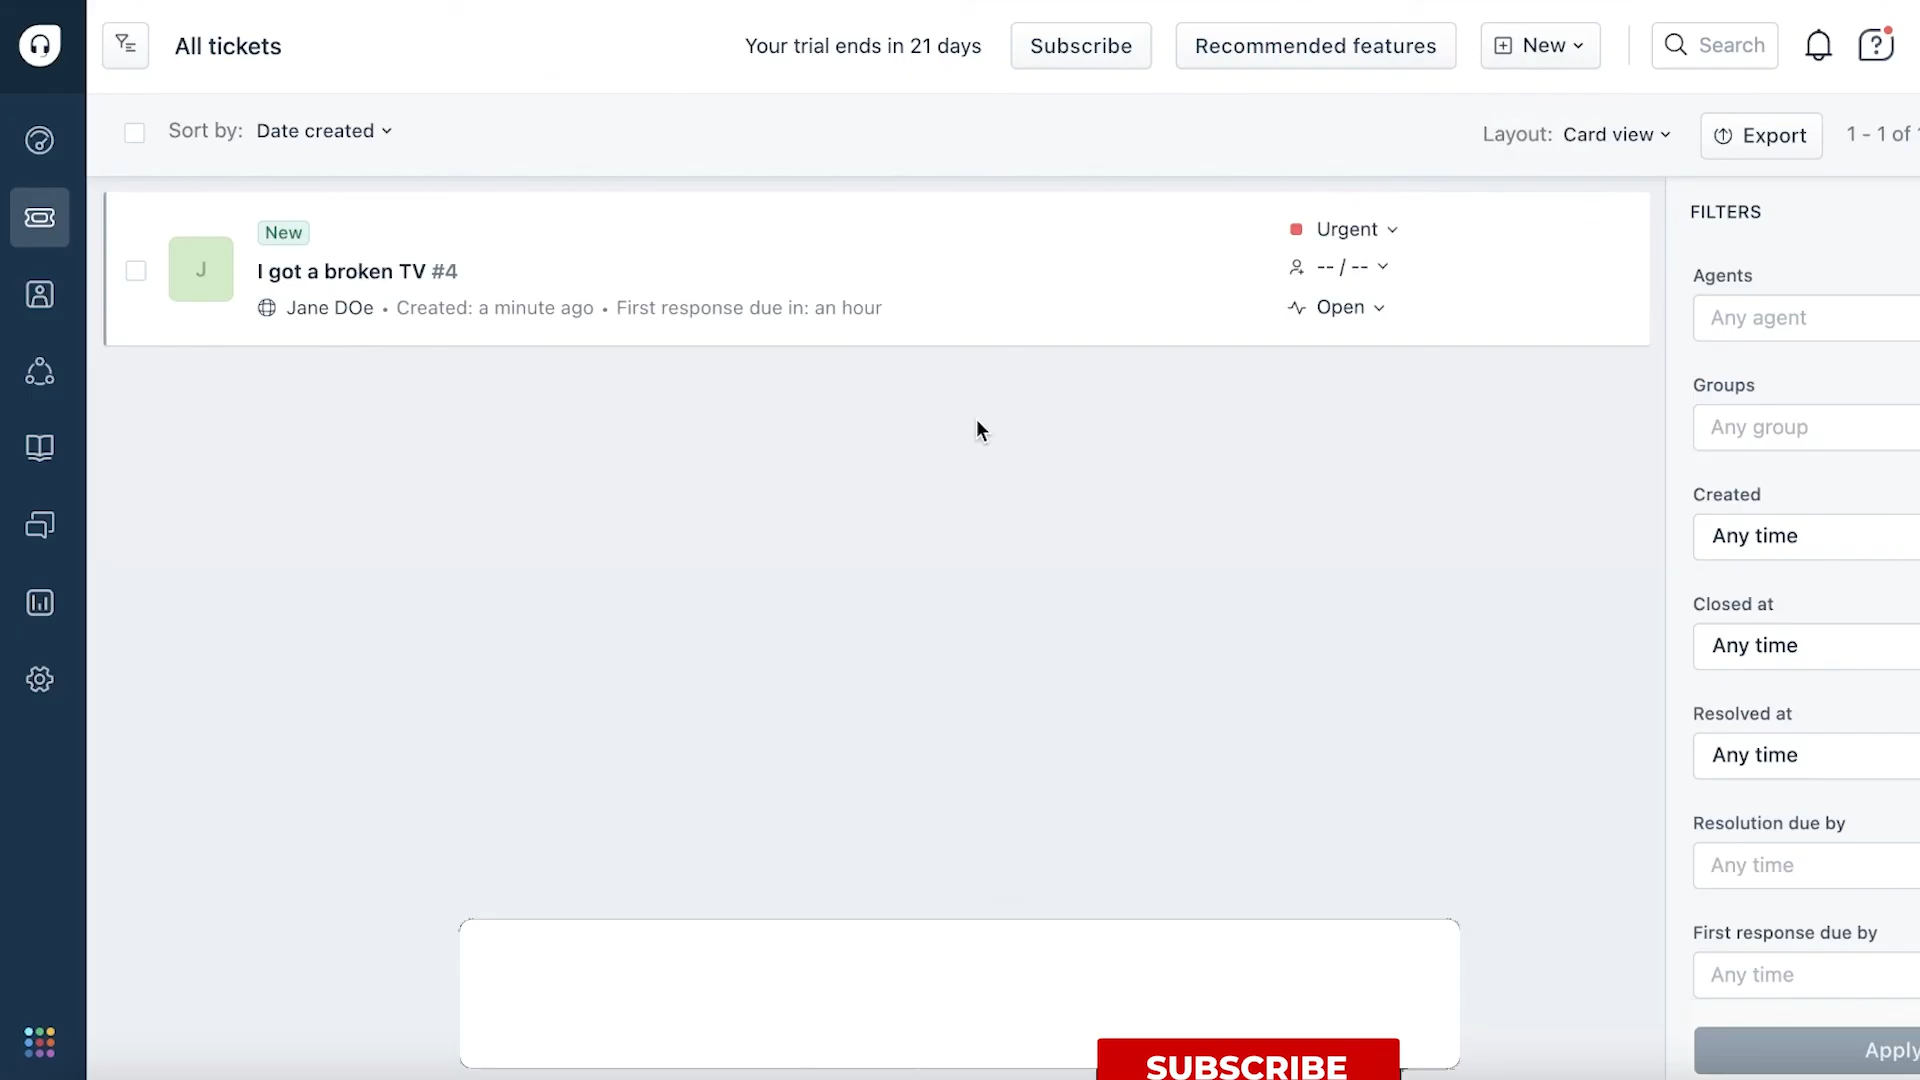 All tickets
Your trial ends in 21 days
Subscribe
Recommended features
New
Search
Sort by: Date created
Layout: Card view
Export
1 - 1 of
New
J
I got a broken TV #4
Jane DOe • Created: a minute ago • First response due in: an hour
Urgent
-- / --
Open
FILTERS
Agents
Any agent
Groups
Any group
Created
Any time
Closed at
Any time
Resolved at
Any time
Resolution due by
Any time
First response due by
Any time
Apply
SUBSCRIBE